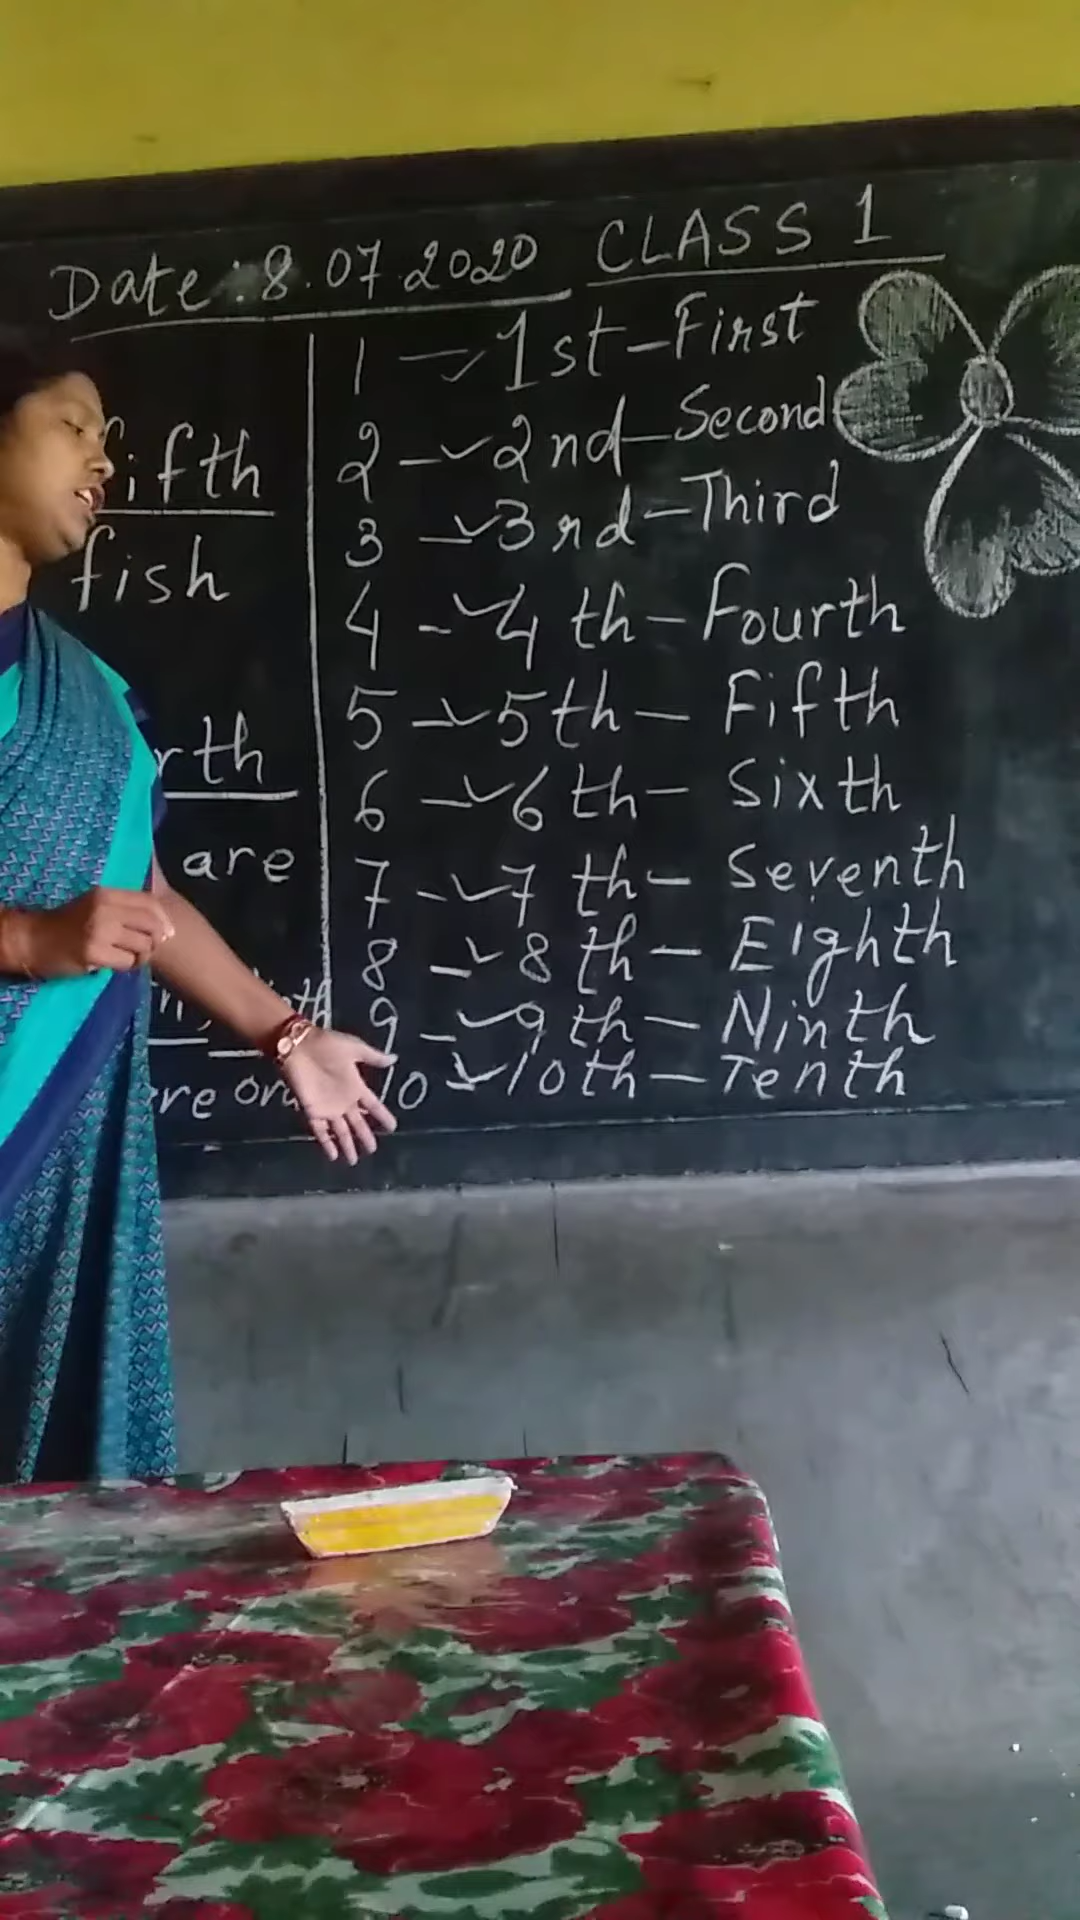 Date: 8.07.2020 CLASS 1
fifth
fish
rth
are
1 - 1st - First
2 - 2nd - Second
3 - 3rd - Third
4 - 4th - Fourth
5 - 5th - Fifth
6 - 6th - Sixth
7 - 7th - Seventh
8 - 8th - Eighth
9 - 9th - Ninth
10 - 10th - Tenth